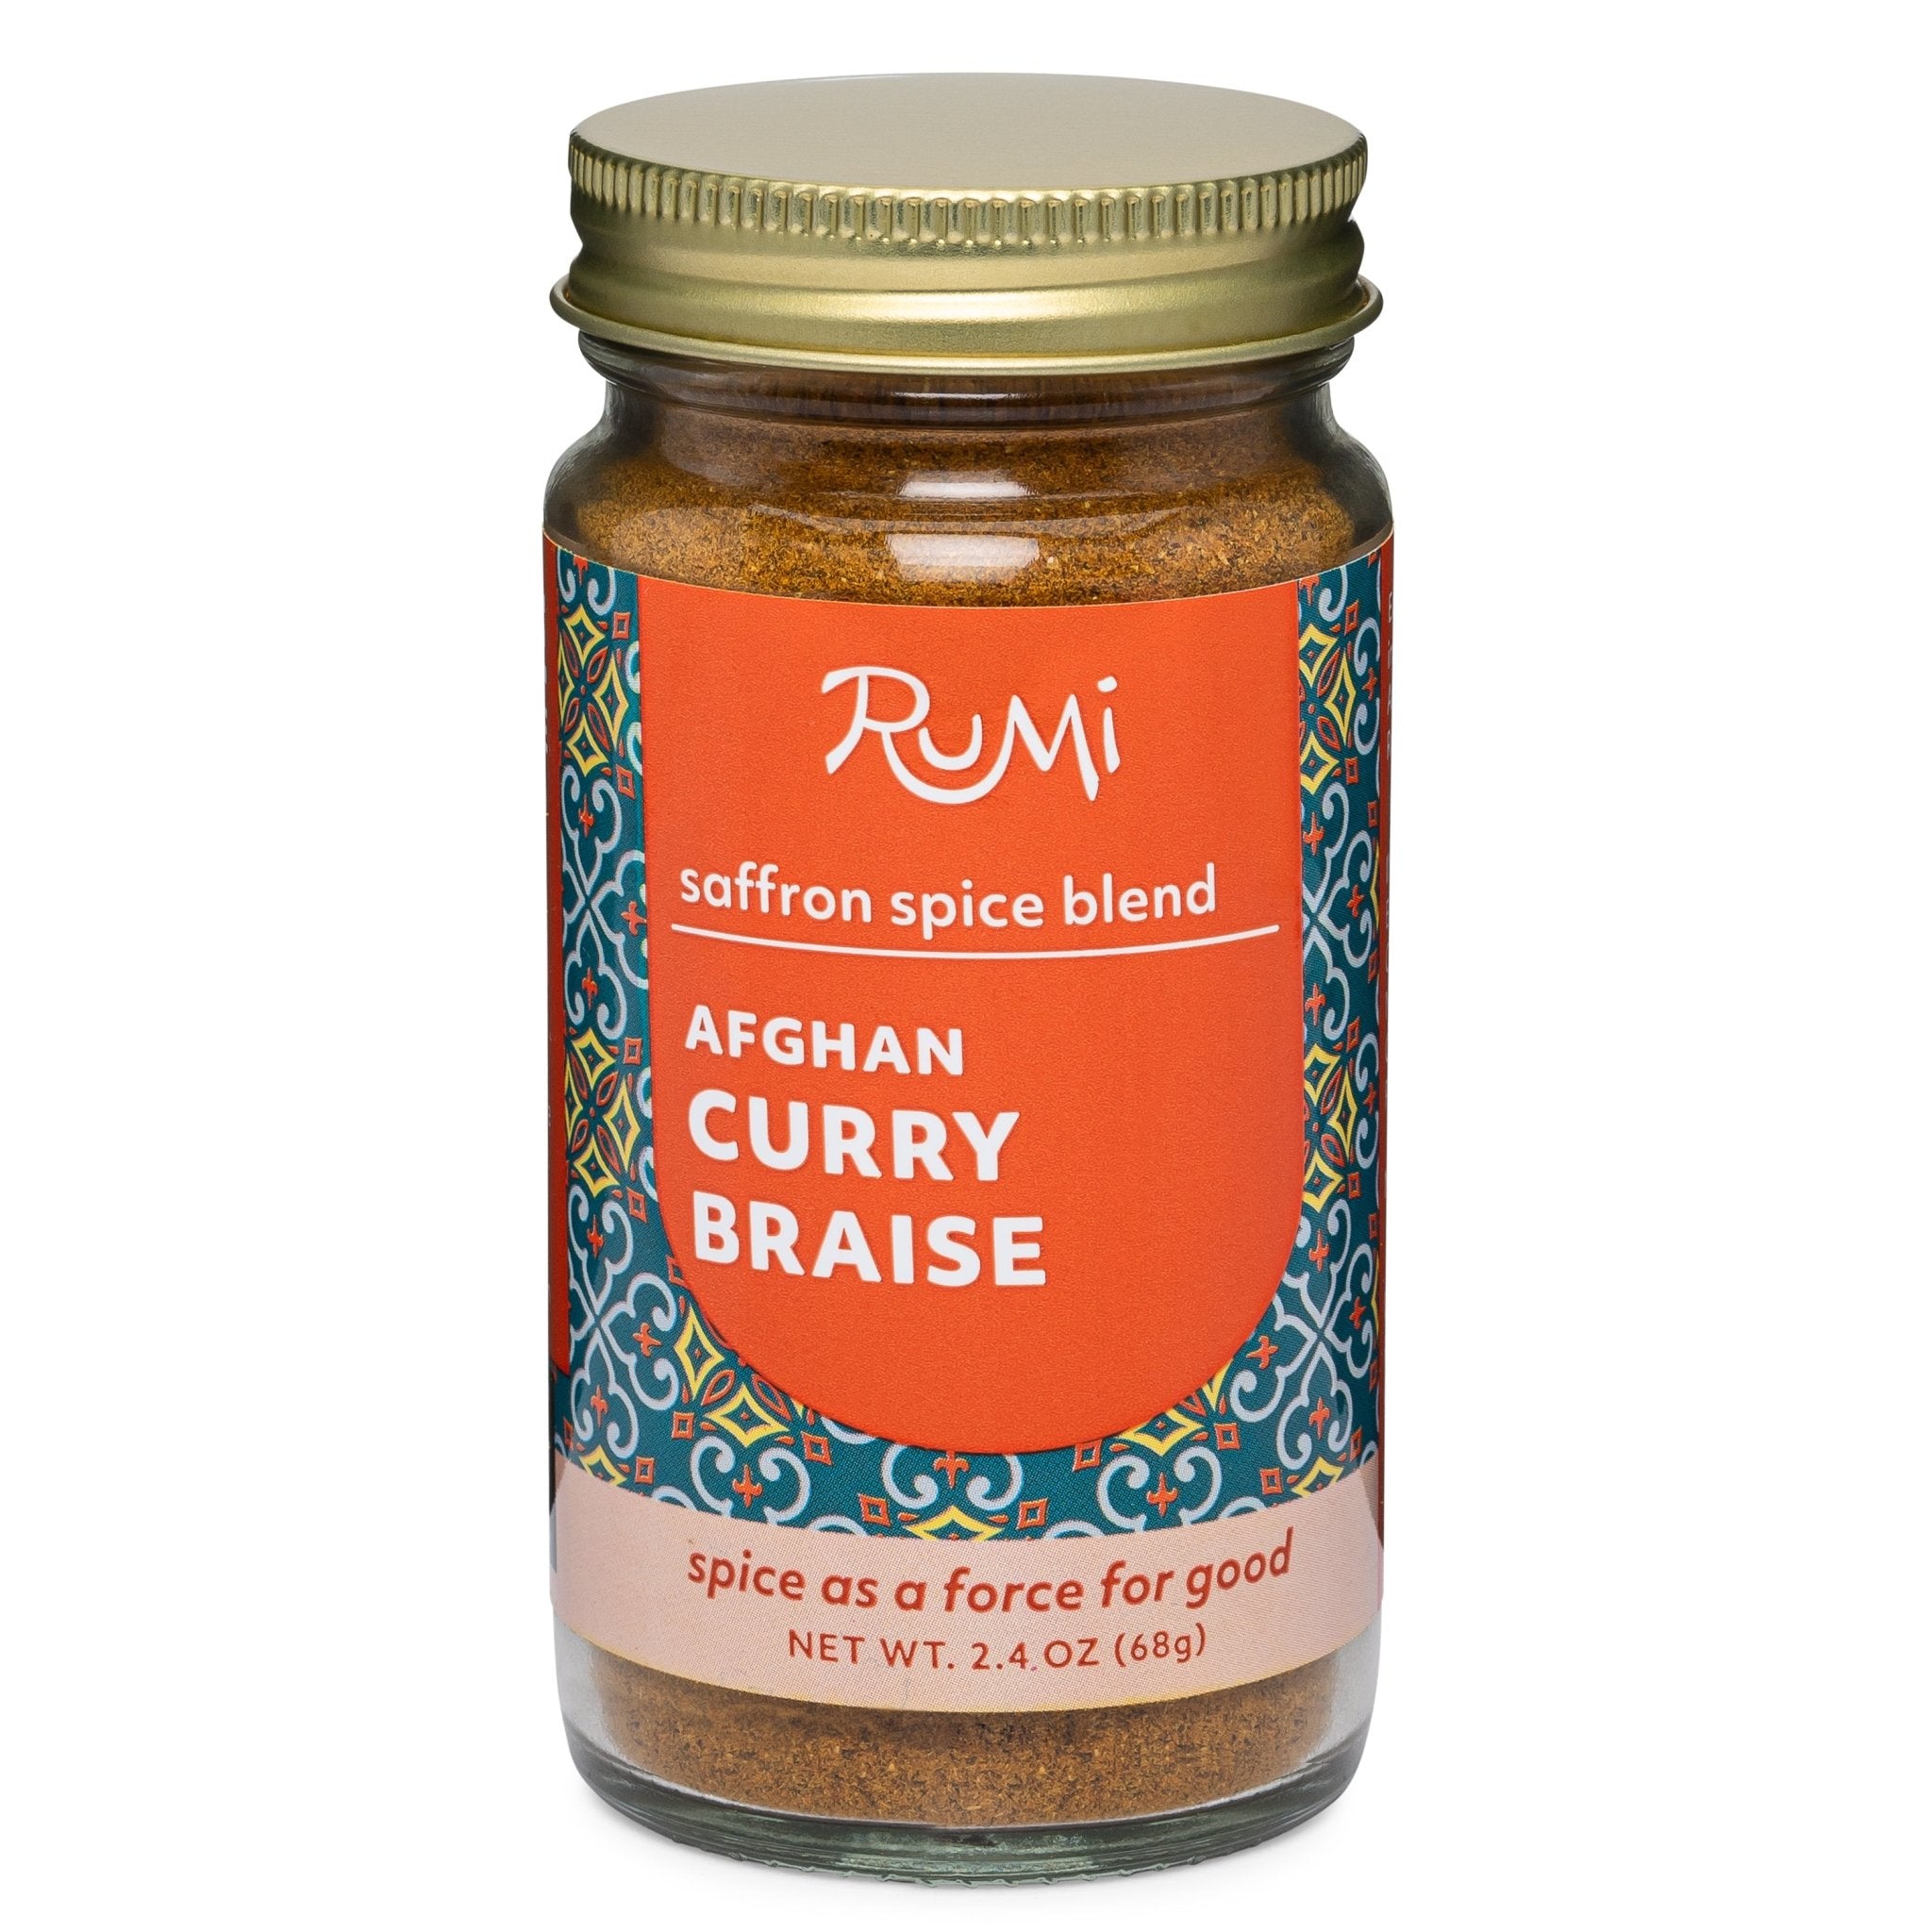 RuMi
saffron spice blend
AFGHAN
CURRY
BRAISE
spice as a force for good
NET WT. 2.4 OZ (68g)